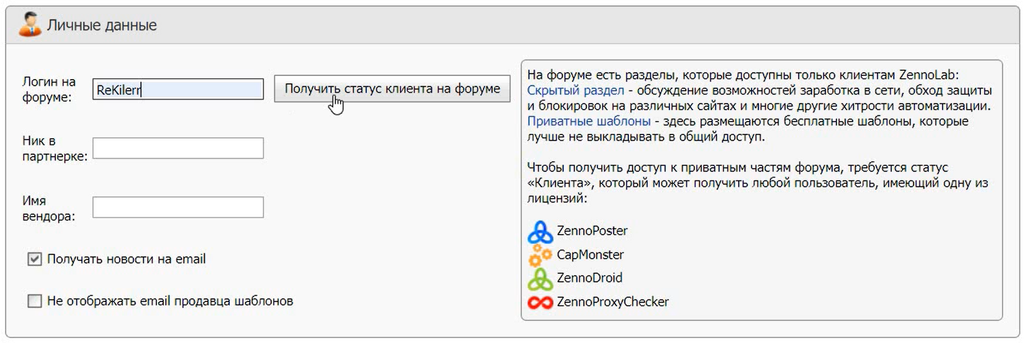 Личные данные
Логин на
форуме:
ReKilerr
Получить статус клиента на форуме
Ник в
партнерке:
Имя
вендора:
Получать новости на email
Не отображать email продавца шаблонов
На форуме есть разделы, которые доступны только клиентам ZennoLab:
Скрытый раздел - обсуждение возможностей заработка в сети, обход защиты
и блокировок на различных сайтах и многие другие хитрости автоматизации.
Приватные шаблоны - здесь размещаются бесплатные шаблоны, которые
лучше не выкладывать в общий доступ.
Чтобы получить доступ к приватным частям форума, требуется статус
«Клиента», который может получить любой пользователь, имеющий одну из
лицензий:
ZennoPoster
CapMonster
ZennoDroid
ZennoProxyChecker